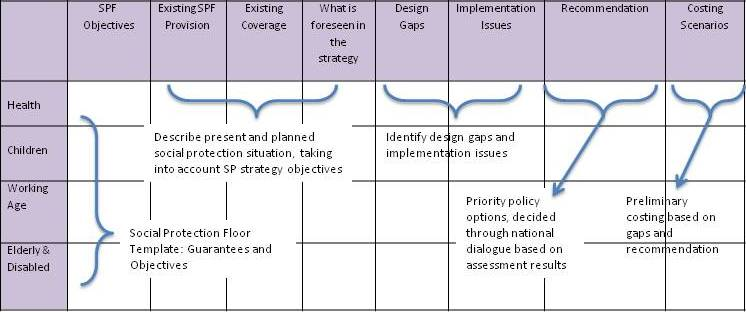 SPF
Objectives
Existing SPF
Provision
Existing
Coverage
What is
foreseen in
the
strategy
Design
Gaps
Implementation
Issues
Recommendation
Costing
Scenarios
Health
Children
Working
Age
Elderly &
Disabled
Describe present and planned
social protection situation, taking
into account SP strategy objectives
Identify design gaps and
implementation issues
Social Protection Floor
Template: Guarantees and
Objectives
Priority policy
options, decided
through national
dialogue based on
assessment results
Preliminary
costing based on
gaps and
recommendation